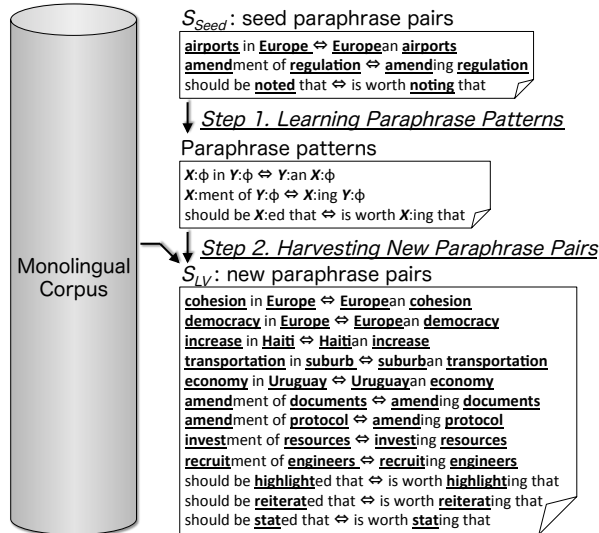 S_Seed: seed paraphrase pairs
airports in Europe ⇔ European airports
amendment of regulation ⇔ amending regulation
should be noted that ⇔ is worth noting that
Step 1. Learning Paraphrase Patterns
Paraphrase patterns
X:ϕ in Y:ϕ ⇔ Y:an X:ϕ
X:ment of Y:ϕ ⇔ X:ing Y:ϕ
should be X:ed that ⇔ is worth X:ing that
Step 2. Harvesting New Paraphrase Pairs
Monolingual
Corpus
S_LV: new paraphrase pairs
cohesion in Europe ⇔ European cohesion
democracy in Europe ⇔ European democracy
increase in Haiti ⇔ Haitian increase
transportation in suburb ⇔ suburban transportation
economy in Uruguay ⇔ Uruguayan economy
amendment of documents ⇔ amending documents
amendment of protocol ⇔ amending protocol
investment of resources ⇔ investing resources
recruitment of engineers ⇔ recruiting engineers
should be highlighted that ⇔ is worth highlighting that
should be reiterated that ⇔ is worth reiterating that
should be stated that ⇔ is worth stating that